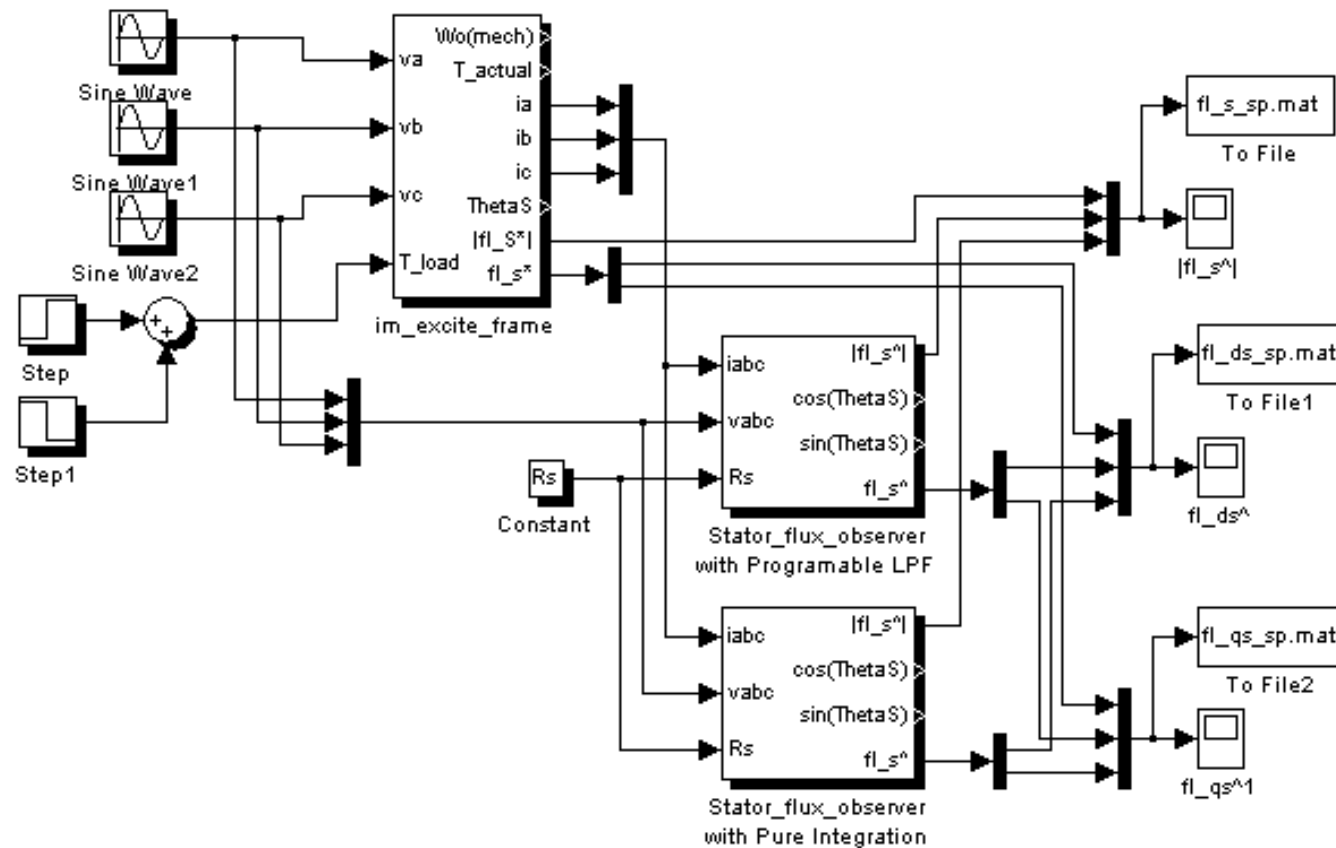 Sine Wave
Sine Wave1
Sine Wave2
Step
Step1
va
vb
vc
T_load
Wo(mech)
T_actual
ia
ib
ic
ThetaS
|fl_S*|
fl_s*
im_excite_frame
+
+
Rs
Constant
iabc
vabc
Rs
|fl_s^|
cos(ThetaS)
sin(ThetaS)
fl_s^
Stator_flux_observer
with Programable LPF
iabc
vabc
Rs
|fl_s^|
cos(ThetaS)
sin(ThetaS)
fl_s^
Stator_flux_observer
with Pure Integration
fl_s_sp.mat
To File
|fl_s^|
fl_ds_sp.mat
To File1
fl_ds^
fl_qs_sp.mat
To File2
fl_qs^1